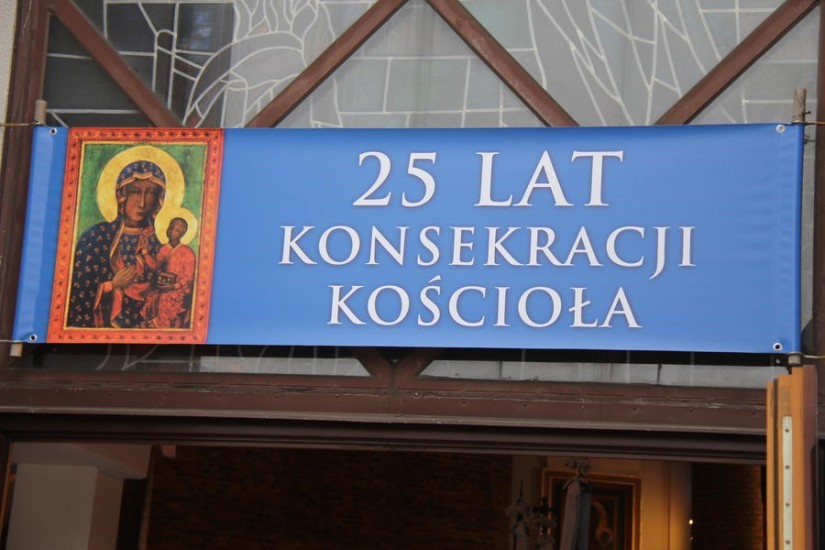 25 LAT
KONSEKRACJI
KOŚCIOŁA